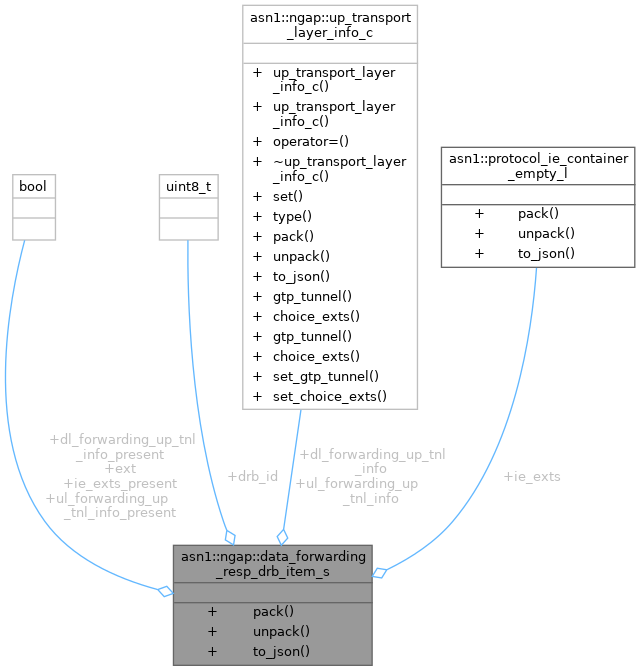 asn1::ngap::up_transport
_layer_info_c
+ up_transport_layer
_info_c()
+ up_transport_layer
_info_c()
+ operator=()
+ ~up_transport_layer
_info_c()
+ set()
+ type()
+ pack()
+ unpack()
+ to_json()
+ gtp_tunnel()
+ choice_exts()
+ gtp_tunnel()
+ choice_exts()
+ set_gtp_tunnel()
+ set_choice_exts()
bool
uint8_t
asn1::protocol_ie_container
_empty_l
+ pack()
+ unpack()
+ to_json()
+dl_forwarding_up_tnl
_info_present
+ext
+ie_exts_present
+ul_forwarding_up
_tnl_info_present
+drb_id
+dl_forwarding_up_tnl
_info
+ul_forwarding_up
_tnl_info
+ie_exts
asn1::ngap::data_forwarding
_resp_drb_item_s
+ pack()
+ unpack()
+ to_json()